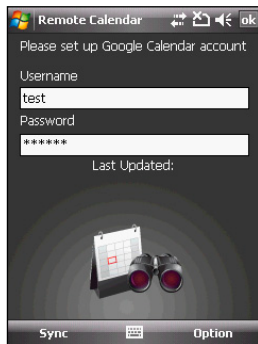 Remote Calendar
ok
Please set up Google Calendar account
Username
test
Password
******
Last Updated:
Sync
Option